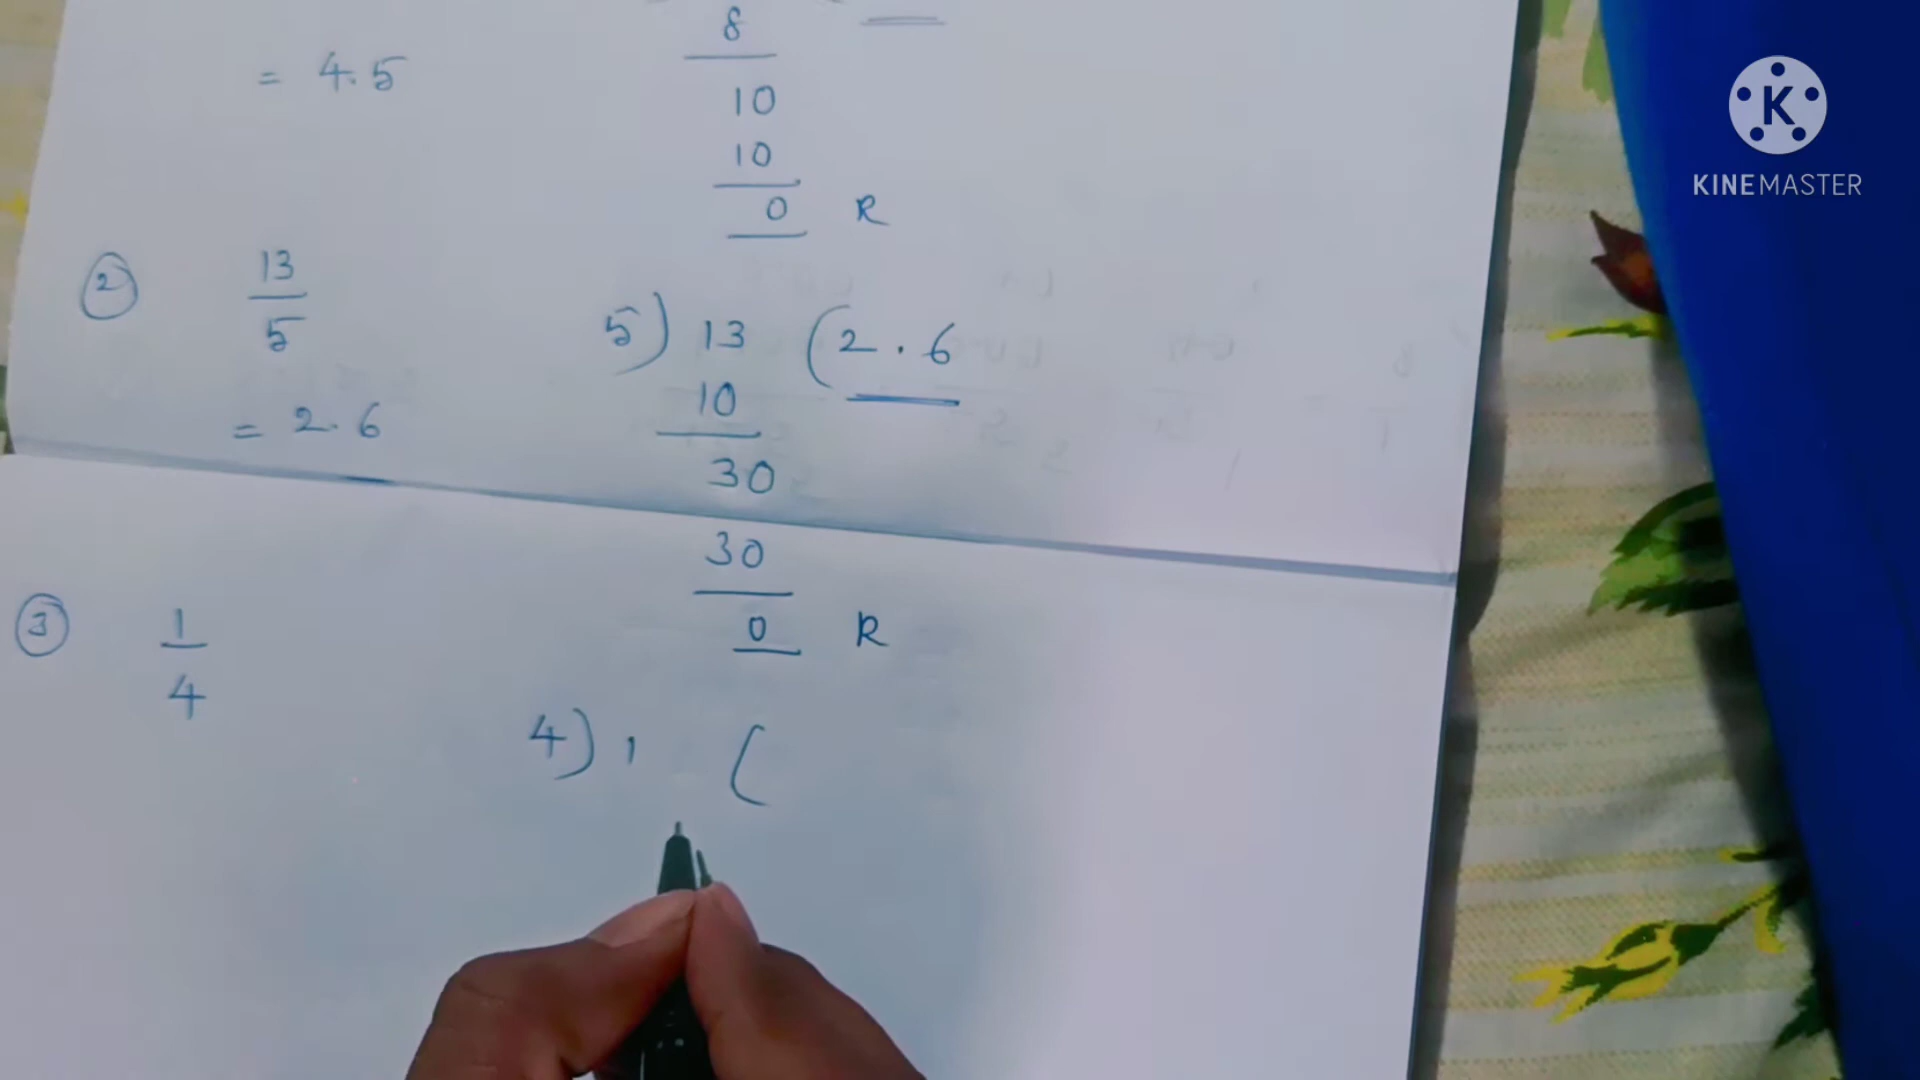 8
= 4.5
10
10
0 R
② 13
5
= 2.6
5) 13 (2.6
10
30
30
0 R
③ 1
4
4) 1 (
K
KINEMASTER